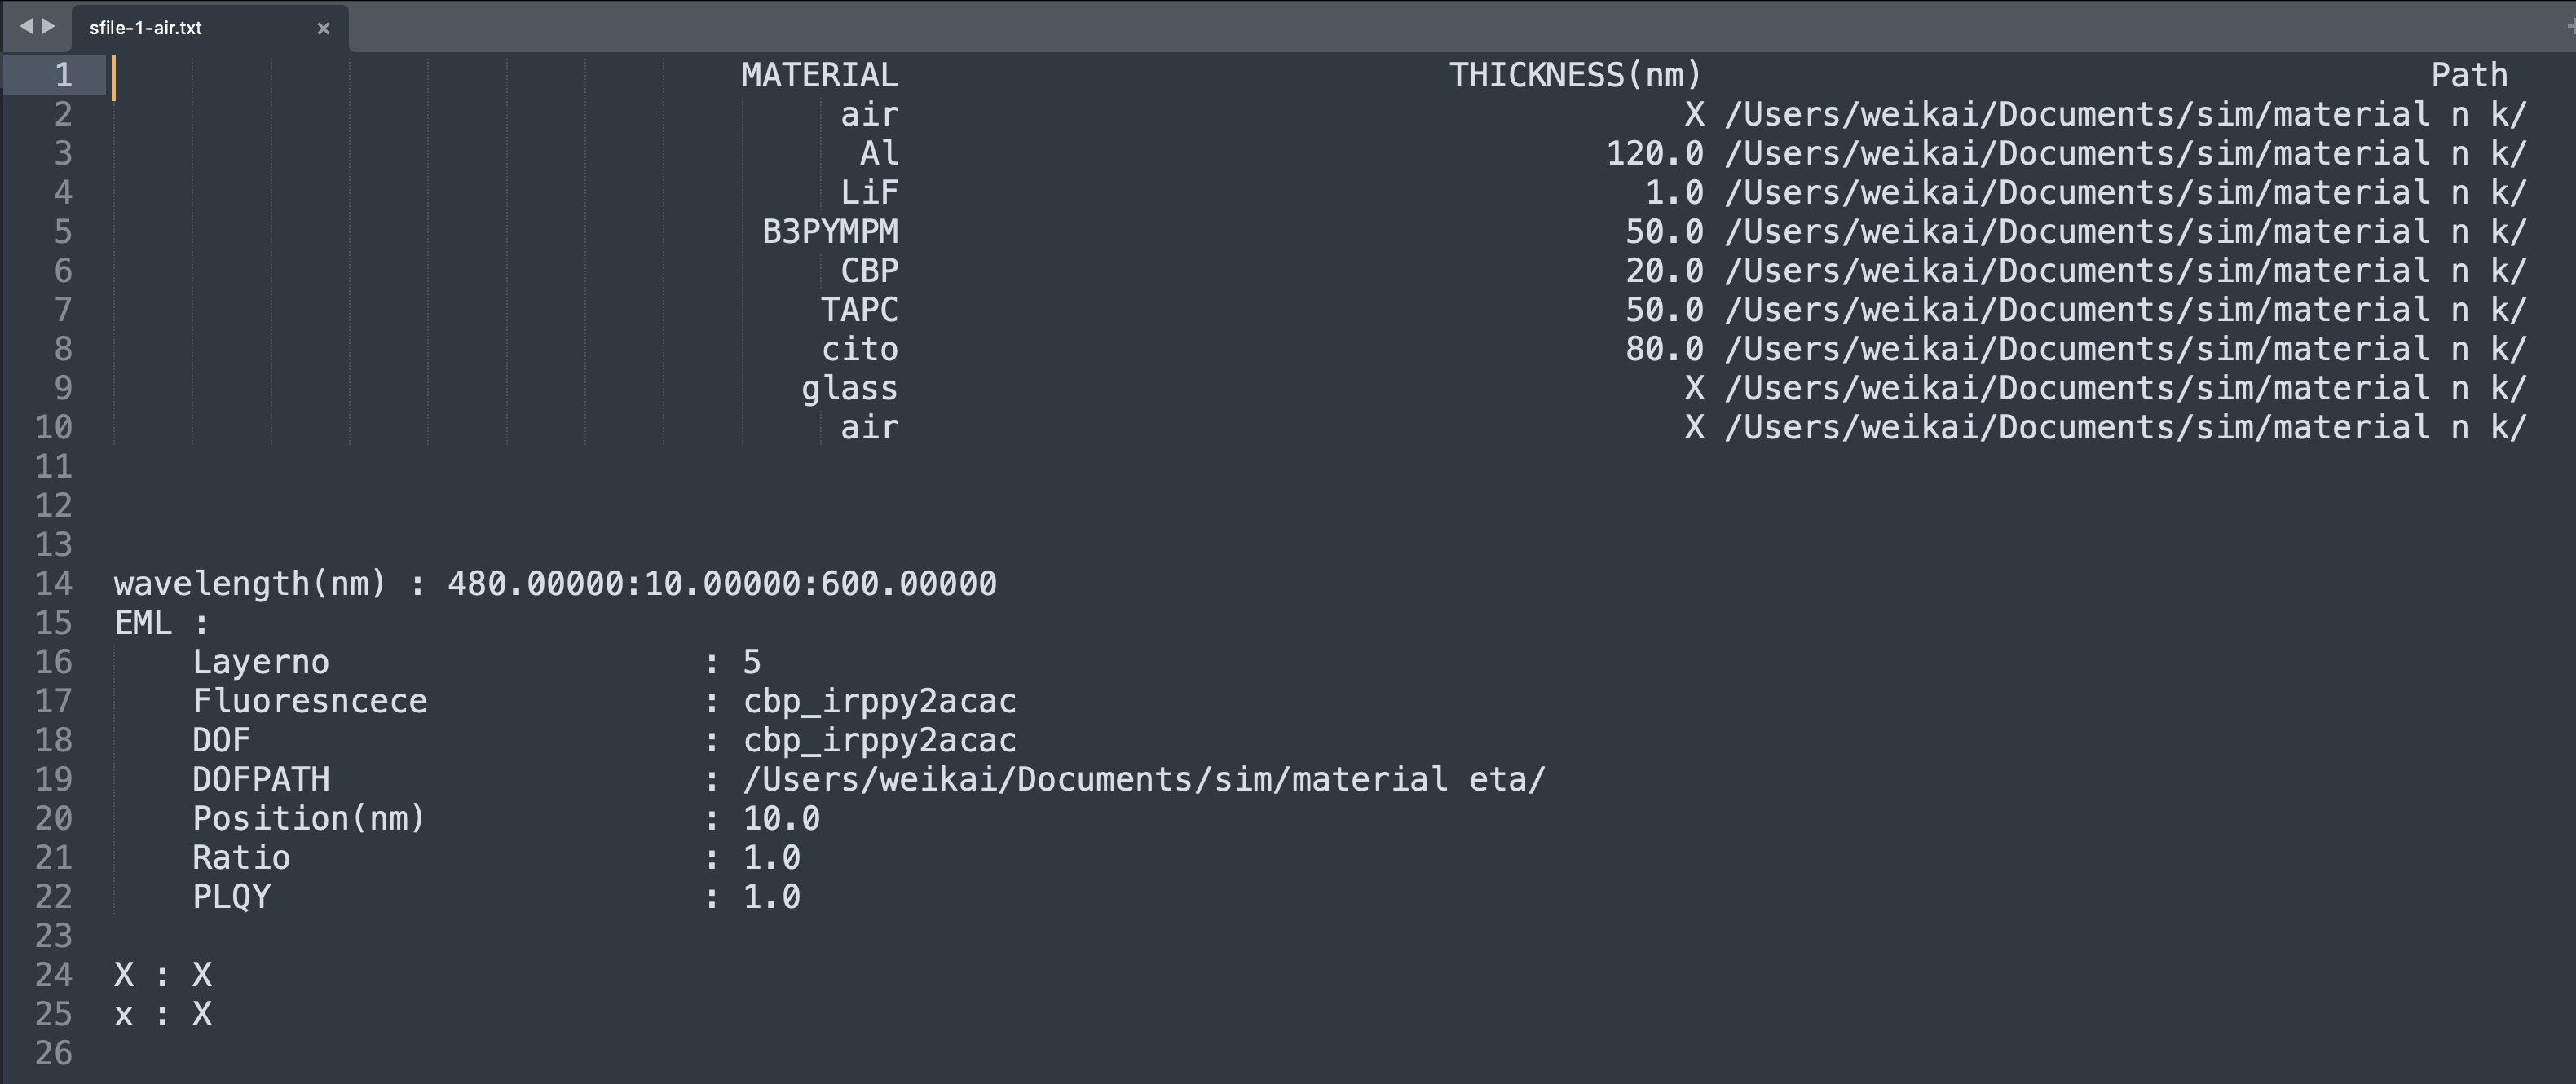 sfile-1-air.txt
1 MATERIAL THICKNESS(nm) Path
2 air X /Users/weikai/Documents/sim/material n k/
3 Al 120.0 /Users/weikai/Documents/sim/material n k/
4 LiF 1.0 /Users/weikai/Documents/sim/material n k/
5 B3PYMPM 50.0 /Users/weikai/Documents/sim/material n k/
6 CBP 20.0 /Users/weikai/Documents/sim/material n k/
7 TAPC 50.0 /Users/weikai/Documents/sim/material n k/
8 cito 80.0 /Users/weikai/Documents/sim/material n k/
9 glass X /Users/weikai/Documents/sim/material n k/
10 air X /Users/weikai/Documents/sim/material n k/
11
12
13
14 wavelength(nm) : 480.00000:10.00000:600.00000
15 EML :
16 Layerno : 5
17 Fluoresncece : cbp_irppy2acac
18 DOF : cbp_irppy2acac
19 DOFPATH : /Users/weikai/Documents/sim/material eta/
20 Position(nm) : 10.0
21 Ratio : 1.0
22 PLQY : 1.0
23
24 X : X
25 x : X
26